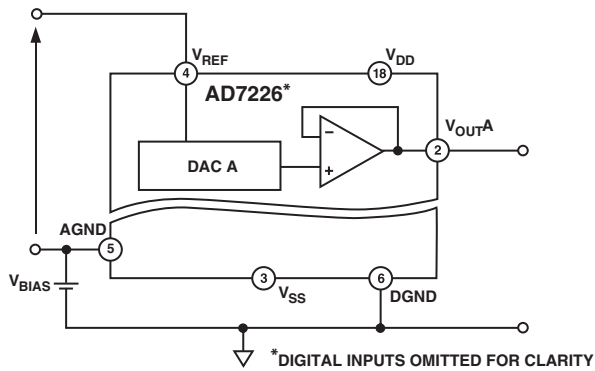 VREF
VDD
4
18
AD7226*
VOUTA
−
2
DAC A
+
AGND
5
VBIAS
3
6
VSS
DGND
*DIGITAL INPUTS OMITTED FOR CLARITY